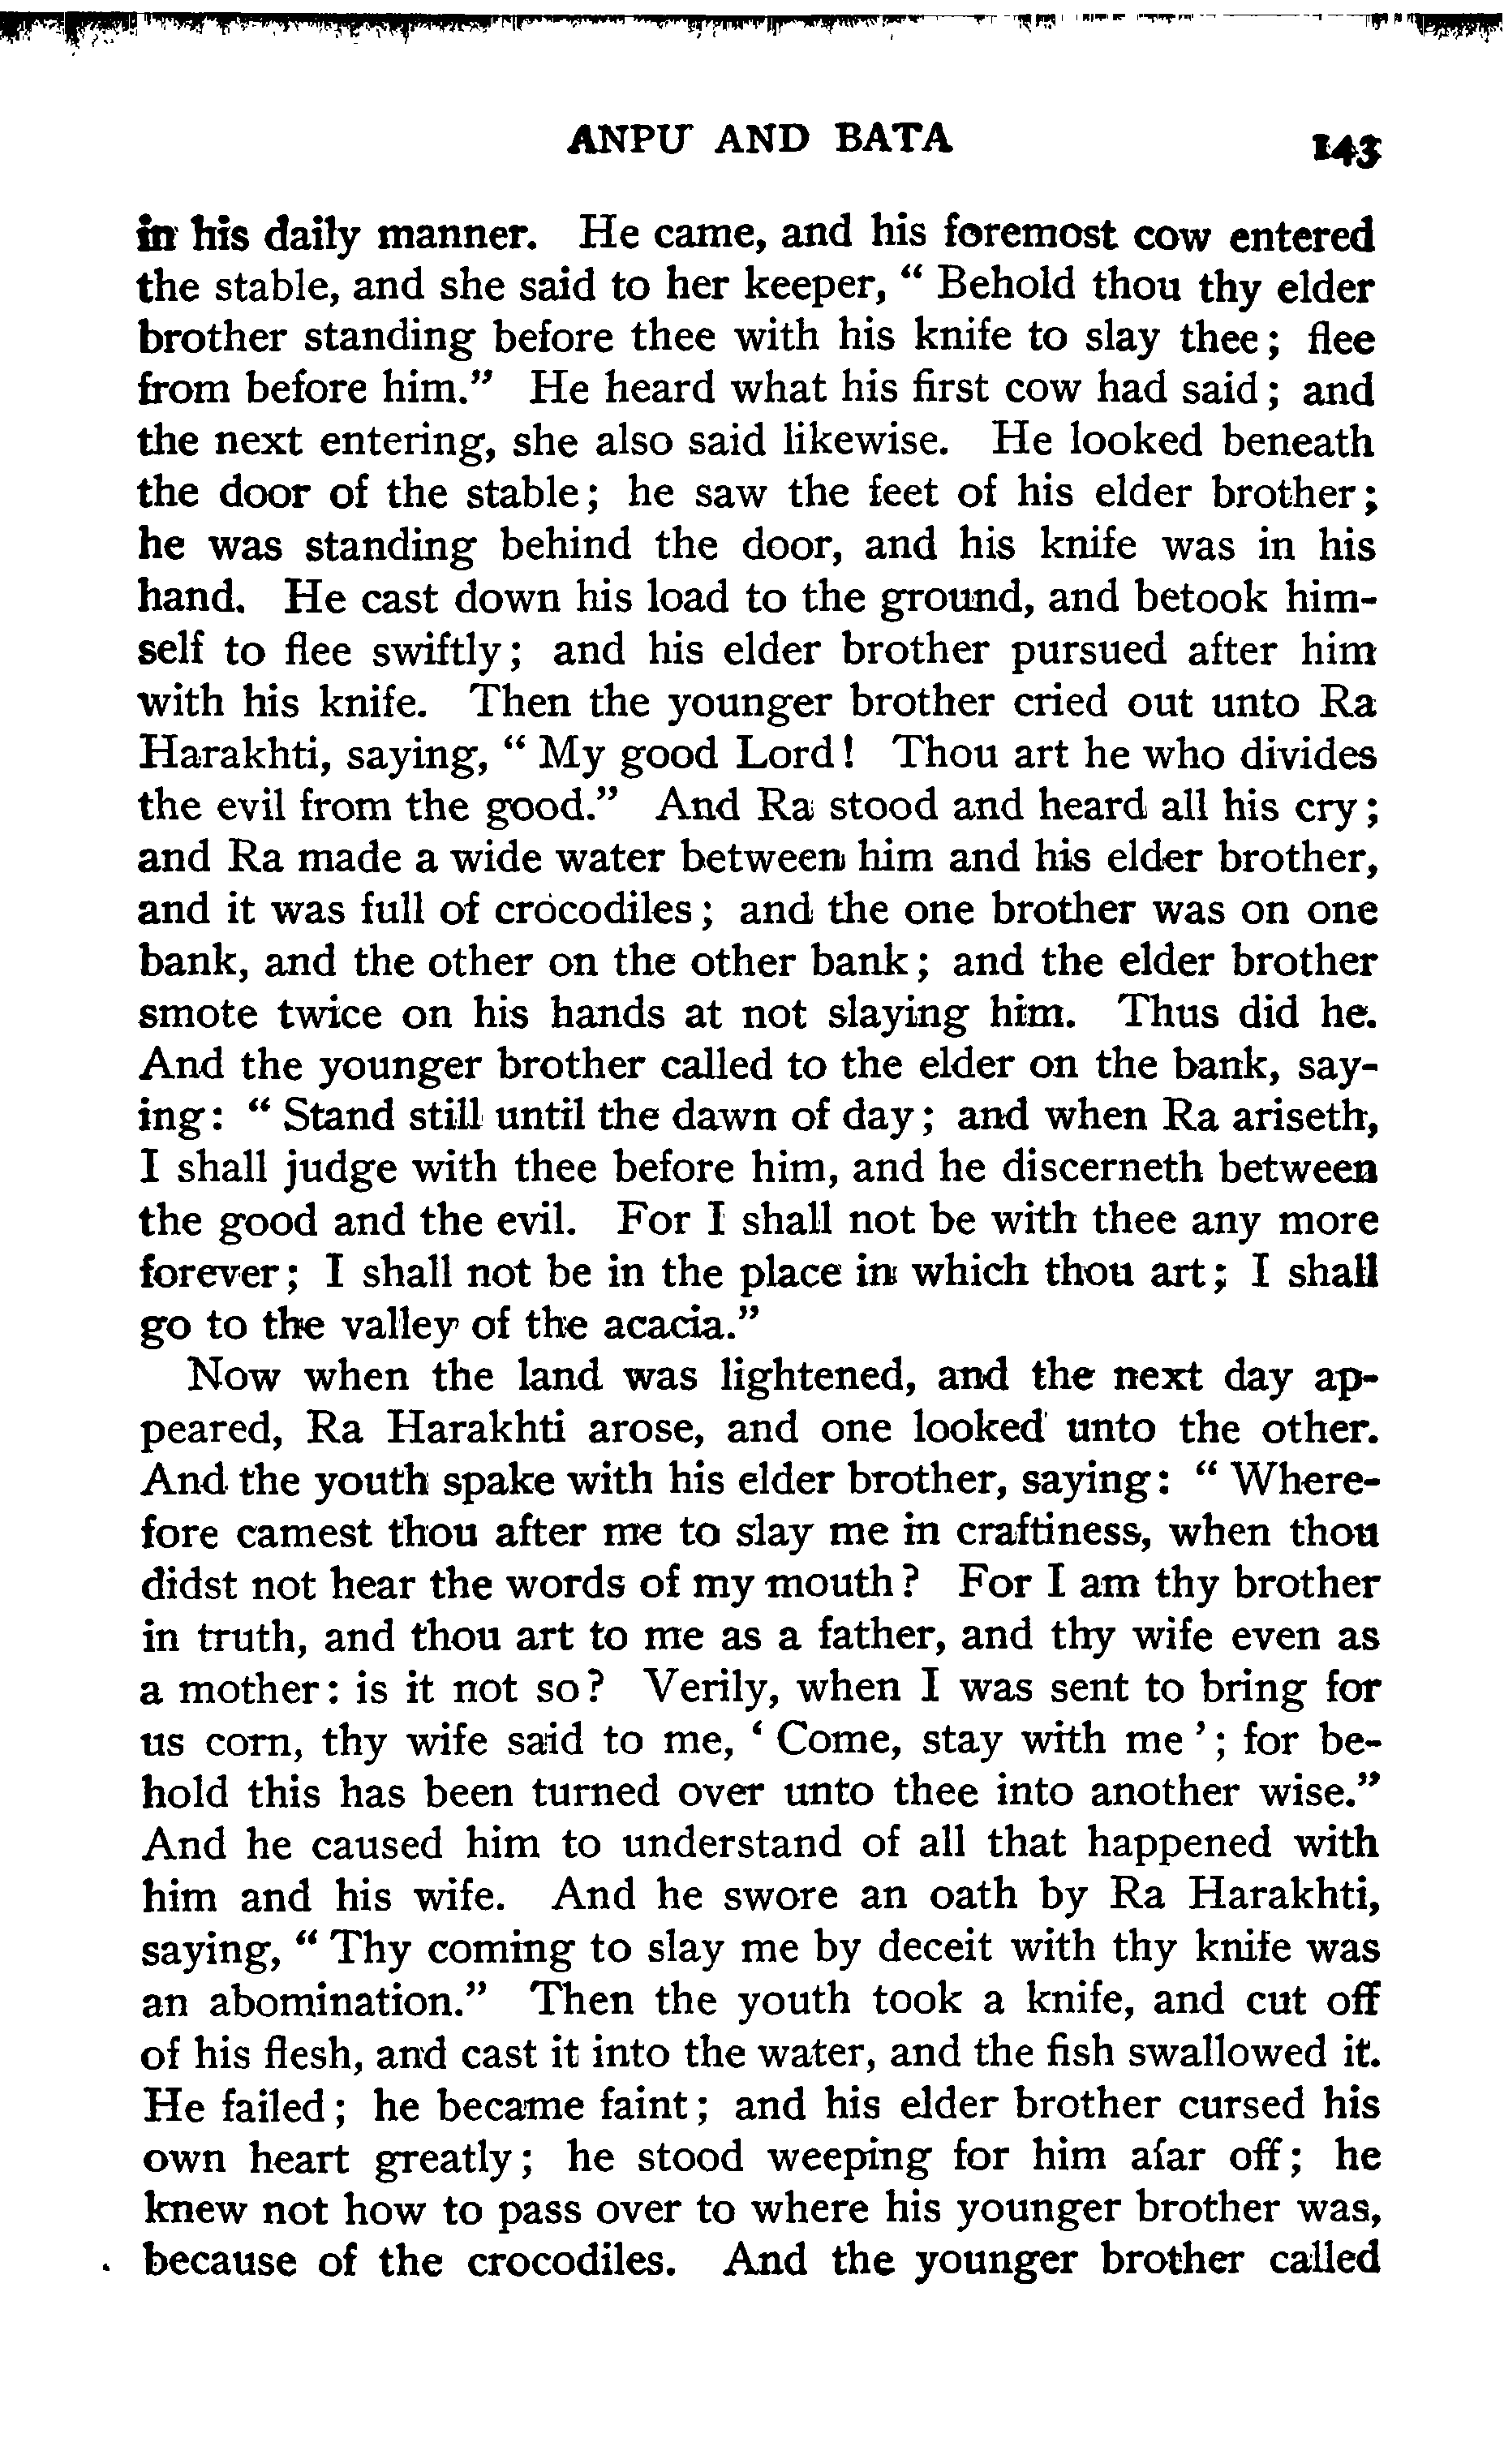 ANPU AND BATA 143
in his daily manner. He came, and his foremost cow entered
the stable, and she said to her keeper, " Behold thou thy elder
brother standing before thee with his knife to slay thee; flee
from before him." He heard what his first cow had said; and
the next entering, she also said likewise. He looked beneath
the door of the stable; he saw the feet of his elder brother;
he was standing behind the door, and his knife was in his
hand. He cast down his load to the ground, and betook him-
self to flee swiftly; and his elder brother pursued after him
with his knife. Then the younger brother cried out unto Ra
Harakhti, saying, " My good Lord! Thou art he who divides
the evil from the good." And Ra stood and heard all his cry;
and Ra made a wide water between him and his elder brother,
and it was full of crocodiles; and the one brother was on one
bank, and the other on the other bank; and the elder brother
smote twice on his hands at not slaying him. Thus did he.
And the younger brother called to the elder on the bank, say-
ing: " Stand still until the dawn of day; and when Ra ariseth,
I shall judge with thee before him, and he discerneth between
the good and the evil. For I shall not be with thee any more
forever; I shall not be in the place in which thou art; I shall
go to the valley of the acacia."
Now when the land was lightened, and the next day ap-
peared, Ra Harakhti arose, and one looked unto the other.
And the youth spake with his elder brother, saying: " Where-
fore camest thou after me to slay me in craftiness, when thou
didst not hear the words of my mouth? For I am thy brother
in truth, and thou art to me as a father, and thy wife even as
a mother: is it not so? Verily, when I was sent to bring for
us corn, thy wife said to me, ' Come, stay with me '; for be-
hold this has been turned over unto thee into another wise."
And he caused him to understand of all that happened with
him and his wife. And he swore an oath by Ra Harakhti,
saying, " Thy coming to slay me by deceit with thy knife was
an abomination." Then the youth took a knife, and cut off
of his flesh, and cast it into the water, and the fish swallowed it.
He failed; he became faint; and his elder brother cursed his
own heart greatly; he stood weeping for him afar off; he
knew not how to pass over to where his younger brother was,
because of the crocodiles. And the younger brother called